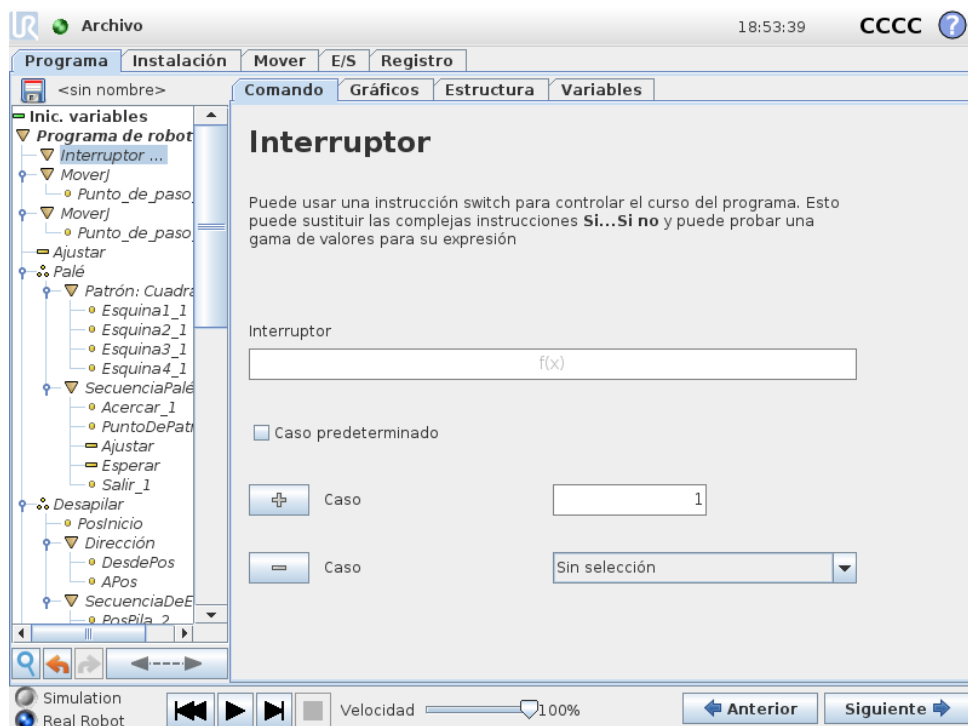 UR Archivo 18:53:39 CCCC ?
Programa Instalación Mover E/S Registro
<sin nombre>
Comando Gráficos Estructura Variables
Inic. variables
Programa de robot
Interruptor ...
MoverJ
Punto_de_paso_
MoverJ
Punto_de_paso_
Ajustar
Palé
Patrón: Cuadra
Esquina1_1
Esquina2_1
Esquina3_1
Esquina4_1
SecuenciaPalé
Acercar_1
PuntoDePatr
Ajustar
Esperar
Salir_1
Desapilar
PosInicio
Dirección
DesdePos
APos
SecuenciaDeE
PosPila_2
Interruptor
Puede usar una instrucción switch para controlar el curso del programa. Esto
puede sustituir las complejas instrucciones Si...Si no y puede probar una
gama de valores para su expresión
Interruptor
f(x)
Caso predeterminado
Caso 1
Caso Sin selección
Simulation
Real Robot
Velocidad 100%
Anterior Siguiente